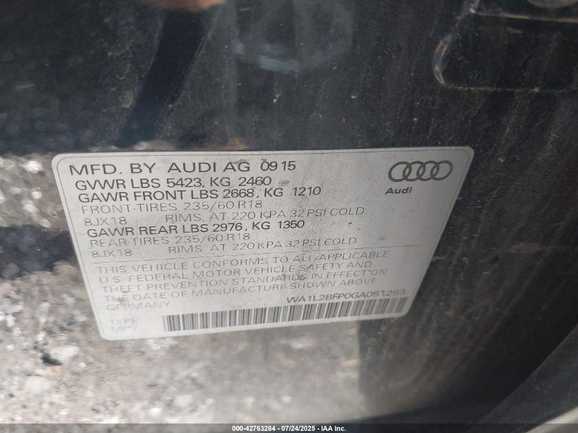 MFD. BY AUDI AG 09 15
GVWR LBS 5423, KG 2460
GAWR FRONT LBS 2668, KG 1210
FRONT-TIRES 235/60 R18
8JX18 RIMS, AT 220 KPA 32 PSI COLD
GAWR REAR LBS 2976, KG 1350
REAR-TIRES 235/60 R18
8JX18 RIMS, AT 220 KPA 32 PSI COLD
THIS VEHICLE CONFORMS TO ALL APPLICABLE
U.S. FEDERAL MOTOR VEHICLE SAFETY AND
THEFT PREVENTION STANDARDS IN EFFECT ON
THE DATE OF MANUFACTURE SHOWN ABOVE.
GERMANY
Audi
000-42763264 - 07/24/2025 - IAA Inc.